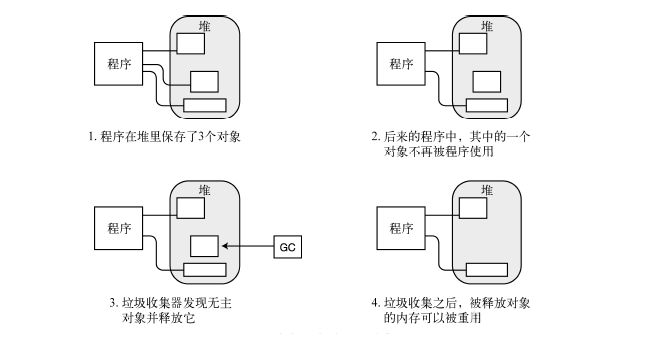 堆
程序
1. 程序在堆里保存了3个对象
堆
程序
2. 后来的程序中，其中的一个
对象不再被程序使用
堆
程序
GC
3. 垃圾收集器发现无主
对象并释放它
堆
程序
4. 垃圾收集之后，被释放对象
的内存可以被重用